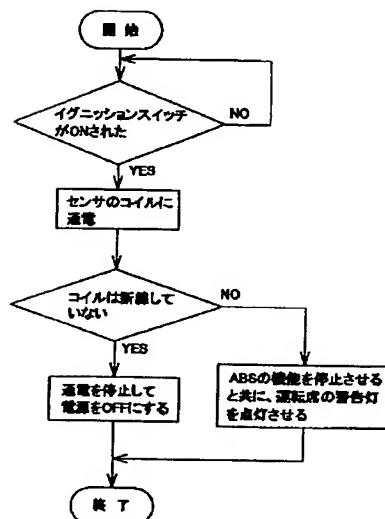 開 始
イグニッションスイッチ
がONされた
NO
YES
センサのコイルに
通電
コイルは断線して
いない
NO
YES
通電を停止して
電源をOFFにする
ABSの機能を停止させる
と共に、運転席の警告灯
を点灯させる
終 了